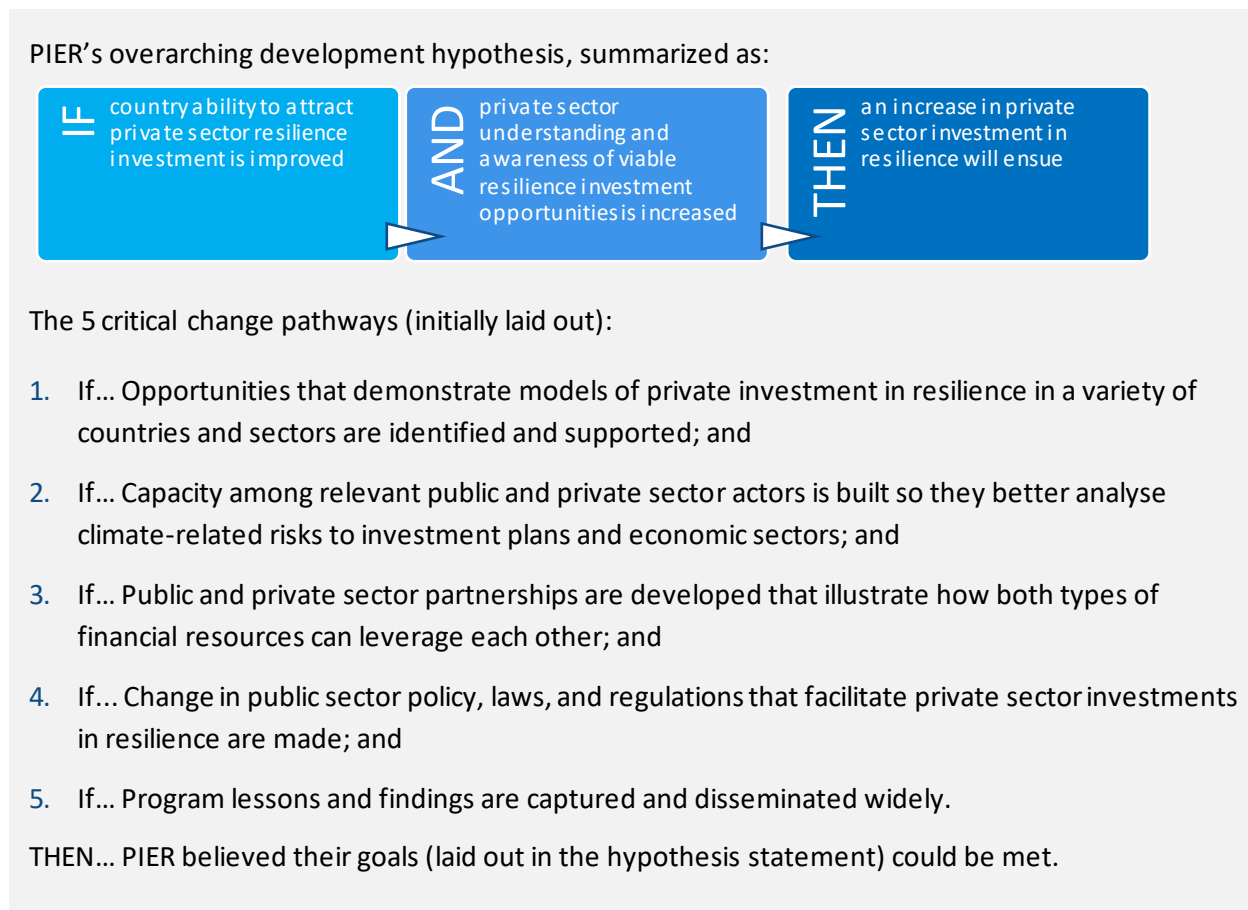 PIER’s overarching development hypothesis, summarized as:
IF
country ability to attract
private sector resilience
investment is improved
AND
private sector
understanding and
awareness of viable
resilience investment
opportunities is increased
THEN
an increase in private
sector investment in
resilience will ensue
The 5 critical change pathways (initially laid out):
1. If… Opportunities that demonstrate models of private investment in resilience in a variety of
countries and sectors are identified and supported; and
2. If… Capacity among relevant public and private sector actors is built so they better analyse
climate-related risks to investment plans and economic sectors; and
3. If… Public and private sector partnerships are developed that illustrate how both types of
financial resources can leverage each other; and
4. If... Change in public sector policy, laws, and regulations that facilitate private sector investments
in resilience are made; and
5. If… Program lessons and findings are captured and disseminated widely.
THEN… PIER believed their goals (laid out in the hypothesis statement) could be met.